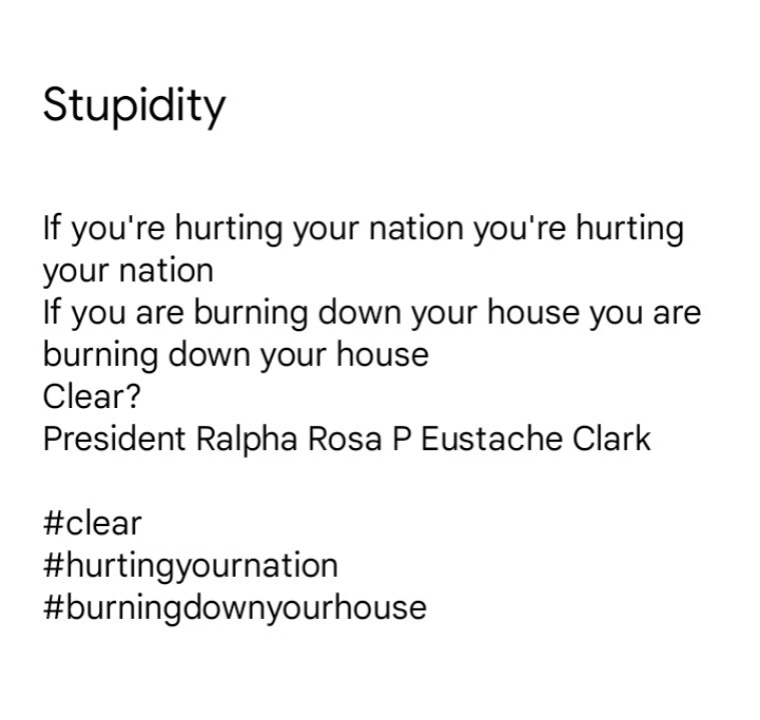 Stupidity
If you're hurting your nation you're hurting
your nation
If you are burning down your house you are
burning down your house
Clear?
President Ralpha Rosa P Eustache Clark
#clear
#hurtingyournation
#burningdownyourhouse